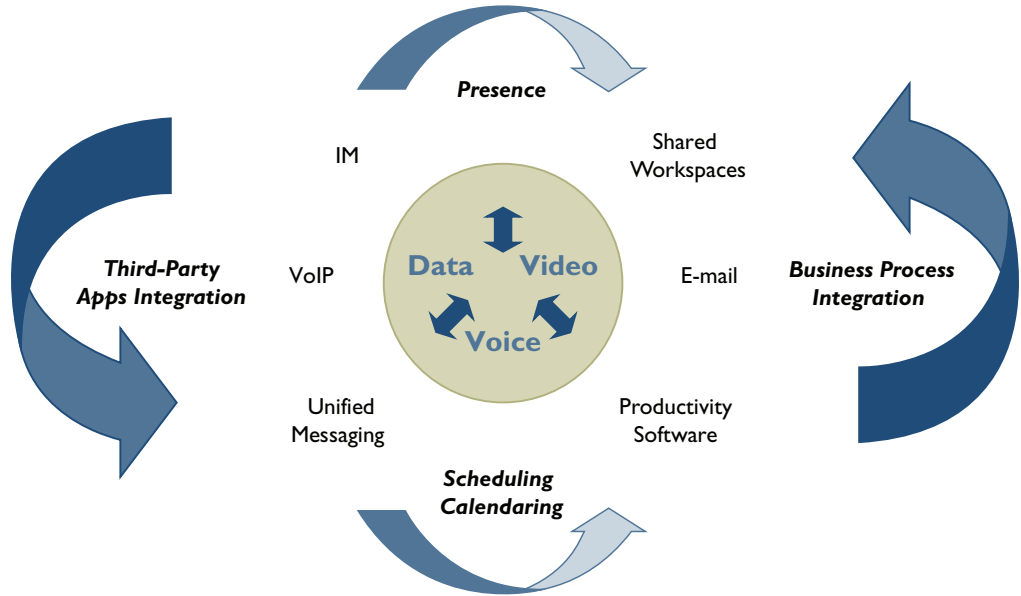 Presence
IM
Shared
Workspaces
Data
Video
Third-Party
Apps Integration
VoIP
E-mail
Business Process
Integration
Voice
Unified
Messaging
Productivity
Software
Scheduling
Calendaring